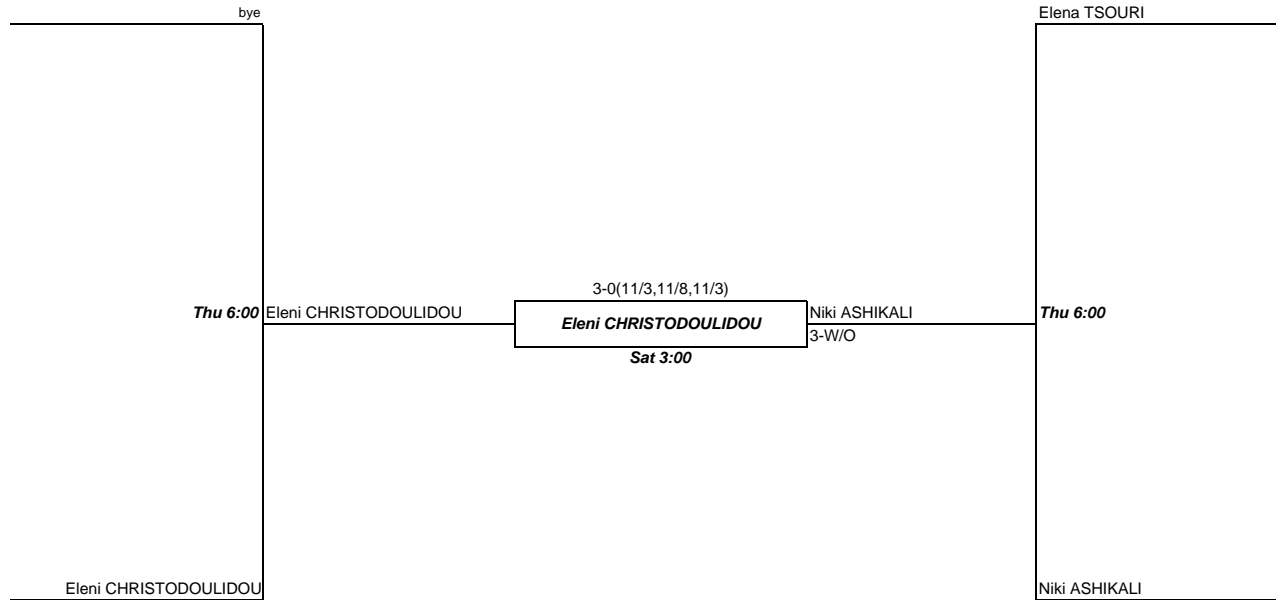 bye
Elena TSOURI
3-0(11/3,11/8,11/3)
Thu 6:00 Eleni CHRISTODOULIDOU
Eleni CHRISTODOULIDOU
Niki ASHIKALI
Thu 6:00
3-W/O
Sat 3:00
Eleni CHRISTODOULIDOU
Niki ASHIKALI